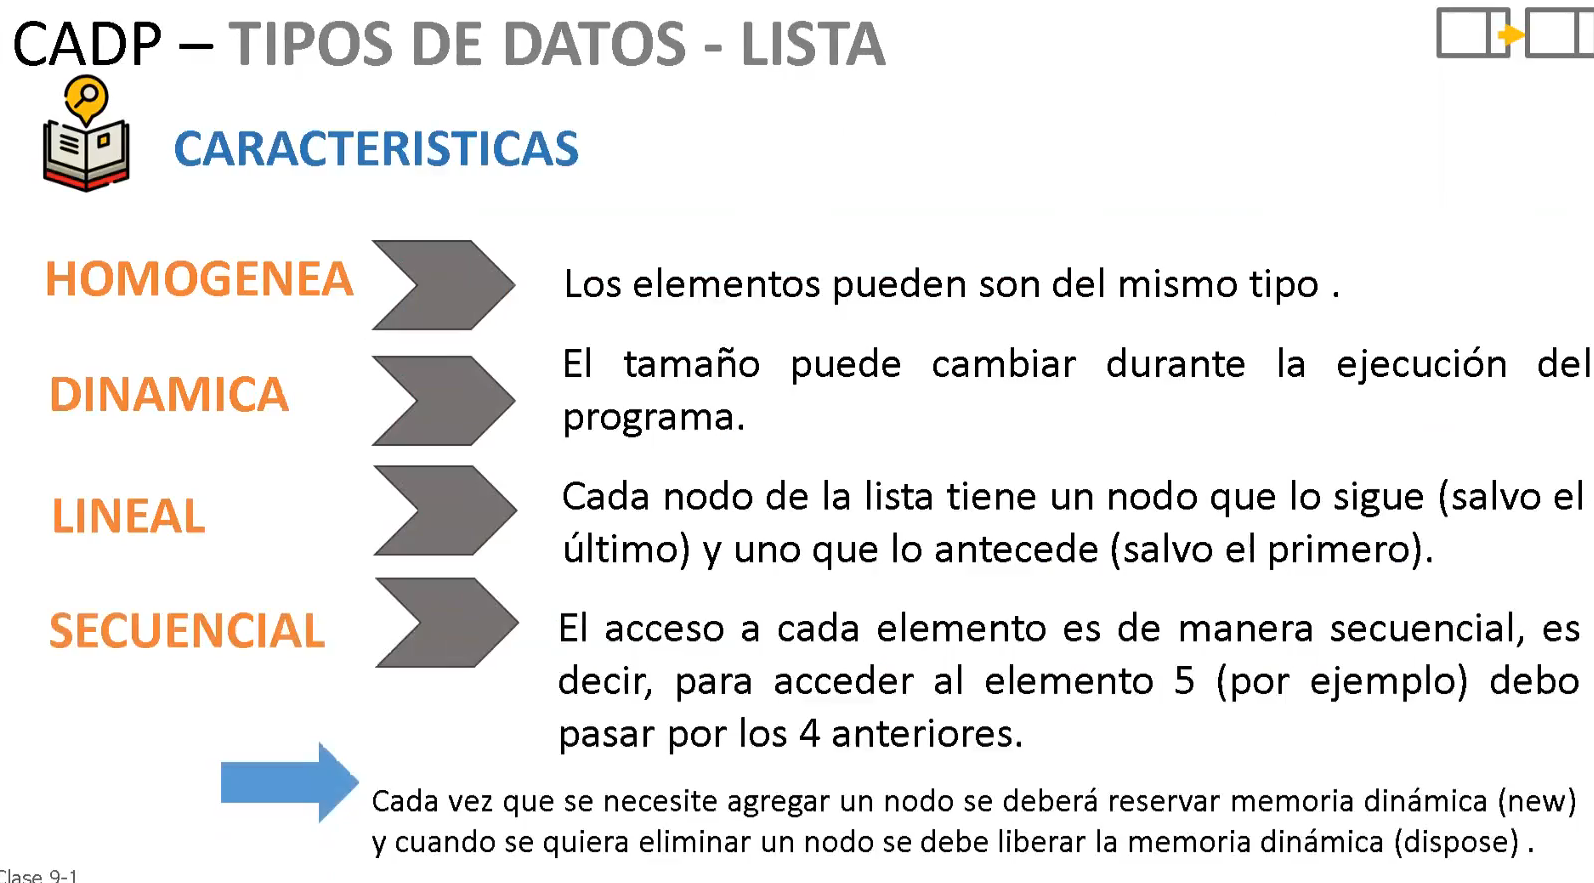 CADP – TIPOS DE DATOS - LISTA
CARACTERISTICAS
HOMOGENEA
Los elementos pueden son del mismo tipo .
DINAMICA
El tamaño puede cambiar durante la ejecución del
programa.
LINEAL
Cada nodo de la lista tiene un nodo que lo sigue (salvo el
último) y uno que lo antecede (salvo el primero).
SECUENCIAL
El acceso a cada elemento es de manera secuencial, es
decir, para acceder al elemento 5 (por ejemplo) debo
pasar por los 4 anteriores.
Cada vez que se necesite agregar un nodo se deberá reservar memoria dinámica (new)
y cuando se quiera eliminar un nodo se debe liberar la memoria dinámica (dispose) .
Clase 9-1